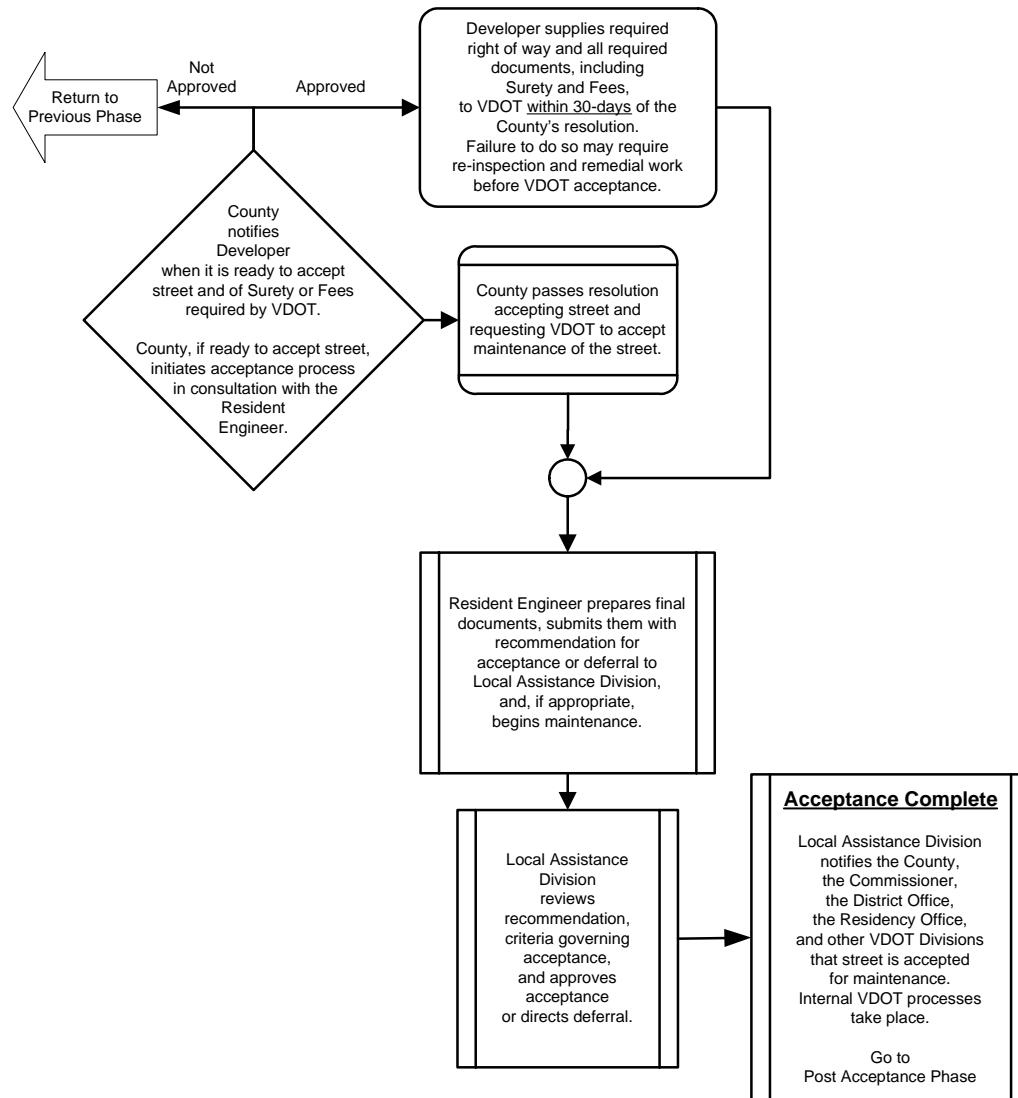 Developer supplies required
right of way and all required
documents, including
Surety and Fees,
to VDOT within 30-days of the
County's resolution.
Failure to do so may require
re-inspection and remedial work
before VDOT acceptance.
Not
Approved
Approved
Return to
Previous Phase
County
notifies
Developer
when it is ready to accept
street and of Surety or Fees
required by VDOT.
County, if ready to accept street,
initiates acceptance process
in consultation with the
Resident
Engineer.
County passes resolution
accepting street and
requesting VDOT to accept
maintenance of the street.
Resident Engineer prepares final
documents, submits them with
recommendation for
acceptance or deferral to
Local Assistance Division,
and, if appropriate,
begins maintenance.
Local Assistance
Division
reviews
recommendation,
criteria governing
acceptance,
and approves
acceptance
or directs deferral.
Acceptance Complete
Local Assistance Division
notifies the County,
the Commissioner,
the District Office,
the Residency Office,
and other VDOT Divisions
that street is accepted
for maintenance.
Internal VDOT processes
take place.
Go to
Post Acceptance Phase